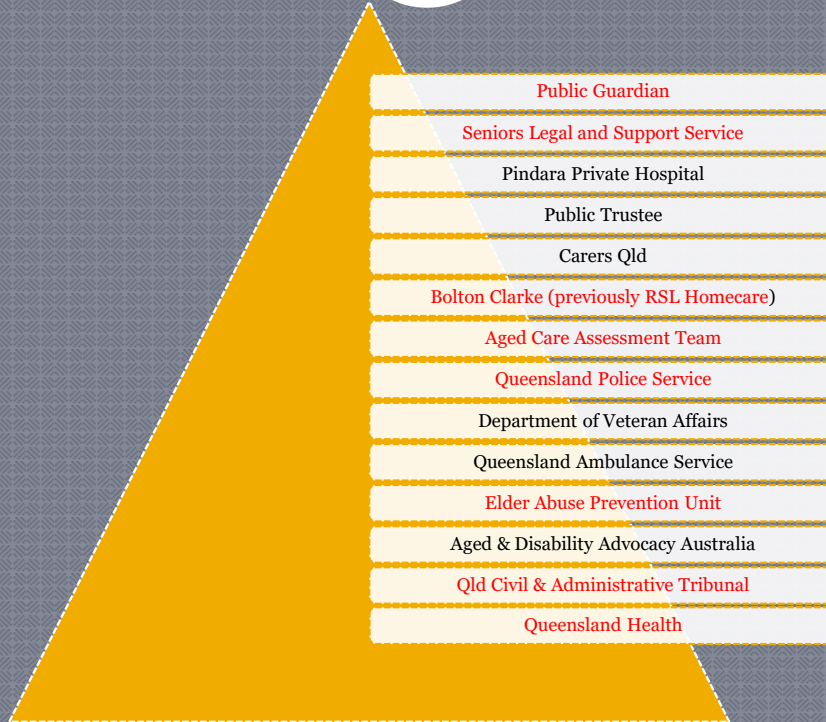 Public Guardian
Seniors Legal and Support Service
Pindara Private Hospital
Public Trustee
Carers Qld
Bolton Clarke (previously RSL Homecare)
Aged Care Assessment Team
Queensland Police Service
Department of Veteran Affairs
Queensland Ambulance Service
Elder Abuse Prevention Unit
Aged & Disability Advocacy Australia
Qld Civil & Administrative Tribunal
Queensland Health